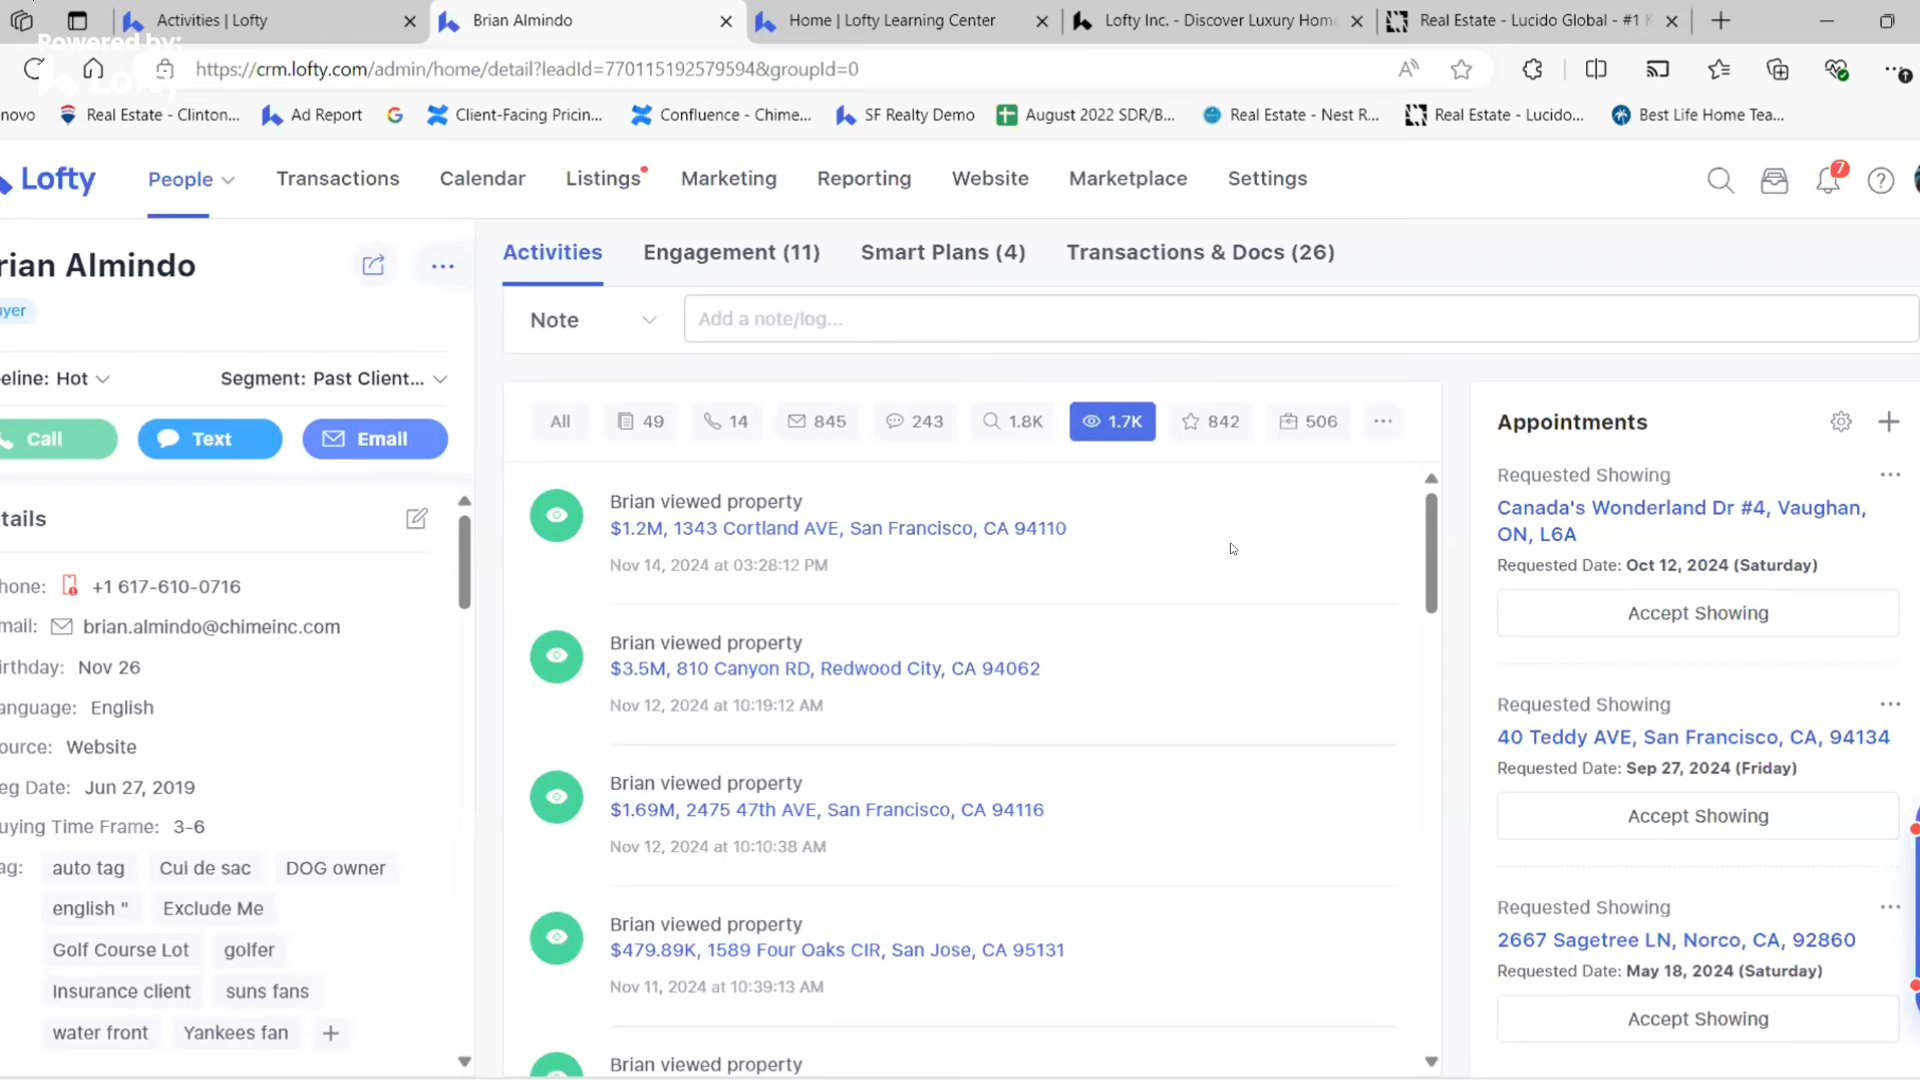 Activities | Lofty
Brian Almindo
Home | Lofty Learning Center
Lofty Inc. - Discover Luxury Home
Real Estate - Lucido Global - #1 K
Powered by:
Lofty
https://crm.lofty.com/admin/home/detail?leadId=770115192579594&groupId=0
novo
Real Estate - Clinton...
Ad Report
Client-Facing Pricin...
Confluence - Chime...
SF Realty Demo
August 2022 SDR/B...
Real Estate - Nest R...
Real Estate - Lucido...
Best Life Home Tea...
Lofty
People
Transactions
Calendar
Listings
Marketing
Reporting
Website
Marketplace
Settings
7
rian Almindo
uyer
eline: Hot
Segment: Past Client...
Call
Text
Email
tails
hone: +1 617-610-0716
mail: brian.almindo@chimeinc.com
irthday: Nov 26
anguage: English
ource: Website
eg Date: Jun 27, 2019
uying Time Frame: 3-6
ag: auto tag Cul de sac DOG owner
english " Exclude Me
Golf Course Lot golfer
Insurance client suns fans
water front Yankees fan +
Activities
Engagement (11)
Smart Plans (4)
Transactions & Docs (26)
Note
Add a note/log...
All 49 14 845 243 1.8K 1.7K 842 506 ...
Brian viewed property
$1.2M, 1343 Cortland AVE, San Francisco, CA 94110
Nov 14, 2024 at 03:28:12 PM
Brian viewed property
$3.5M, 810 Canyon RD, Redwood City, CA 94062
Nov 12, 2024 at 10:19:12 AM
Brian viewed property
$1.69M, 2475 47th AVE, San Francisco, CA 94116
Nov 12, 2024 at 10:10:38 AM
Brian viewed property
$479.89K, 1589 Four Oaks CIR, San Jose, CA 95131
Nov 11, 2024 at 10:39:13 AM
Brian viewed property
Appointments
Requested Showing
Canada's Wonderland Dr #4, Vaughan,
ON, L6A
Requested Date: Oct 12, 2024 (Saturday)
Accept Showing
Requested Showing
40 Teddy AVE, San Francisco, CA, 94134
Requested Date: Sep 27, 2024 (Friday)
Accept Showing
Requested Showing
2667 Sagetree LN, Norco, CA, 92860
Requested Date: May 18, 2024 (Saturday)
Accept Showing